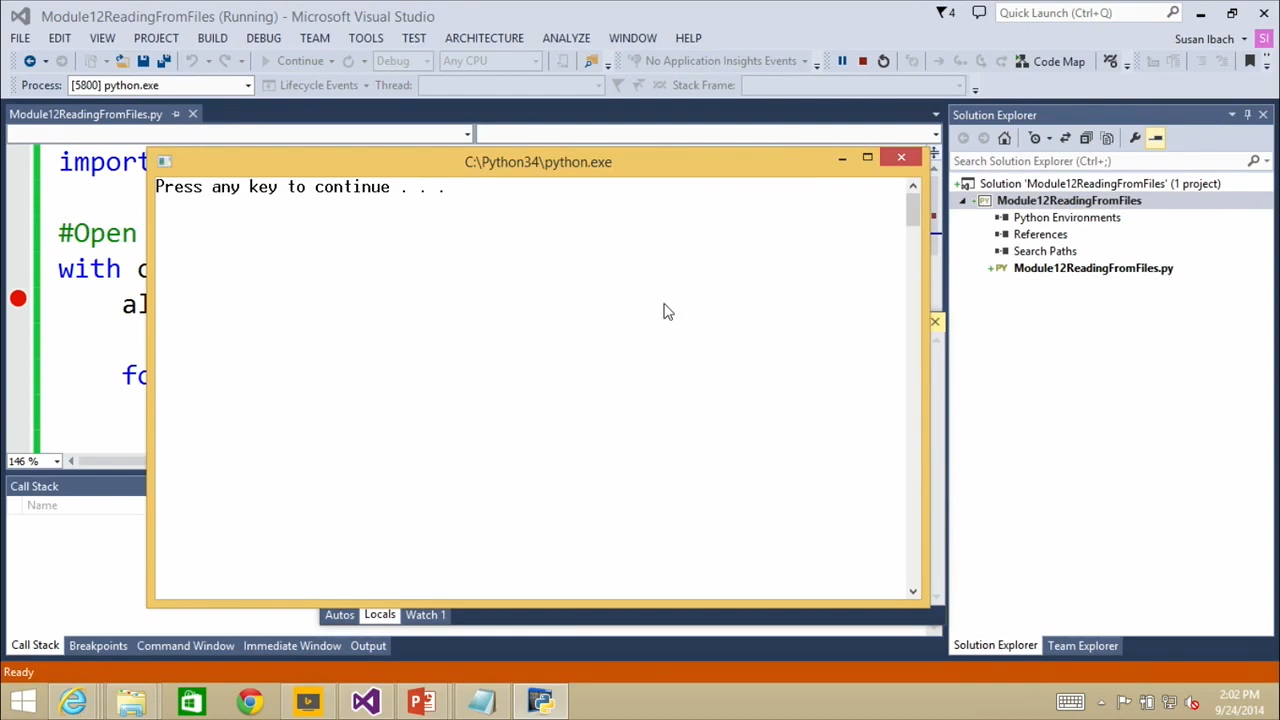 Module12ReadingFromFiles (Running) - Microsoft Visual Studio
4
Quick Launch (Ctrl+Q)
FILE EDIT VIEW PROJECT BUILD DEBUG TEAM TOOLS TEST ARCHITECTURE ANALYZE WINDOW HELP
Susan Ibach SI
Continue Debug Any CPU No Application Insights Events Code Map
Process: [5800] python.exe Lifecycle Events Thread: Stack Frame:
Module12ReadingFromFiles.py
import
#Open
with
al
fo
146 %
C:\Python34\python.exe
Press any key to continue . . .
Solution Explorer
Search Solution Explorer (Ctrl+;)
Solution 'Module12ReadingFromFiles' (1 project)
PY Module12ReadingFromFiles
Python Environments
References
Search Paths
PY Module12ReadingFromFiles.py
Call Stack
Name
Autos Locals Watch 1
Call Stack Breakpoints Command Window Immediate Window Output
Solution Explorer Team Explorer
Ready
2:02 PM
9/24/2014